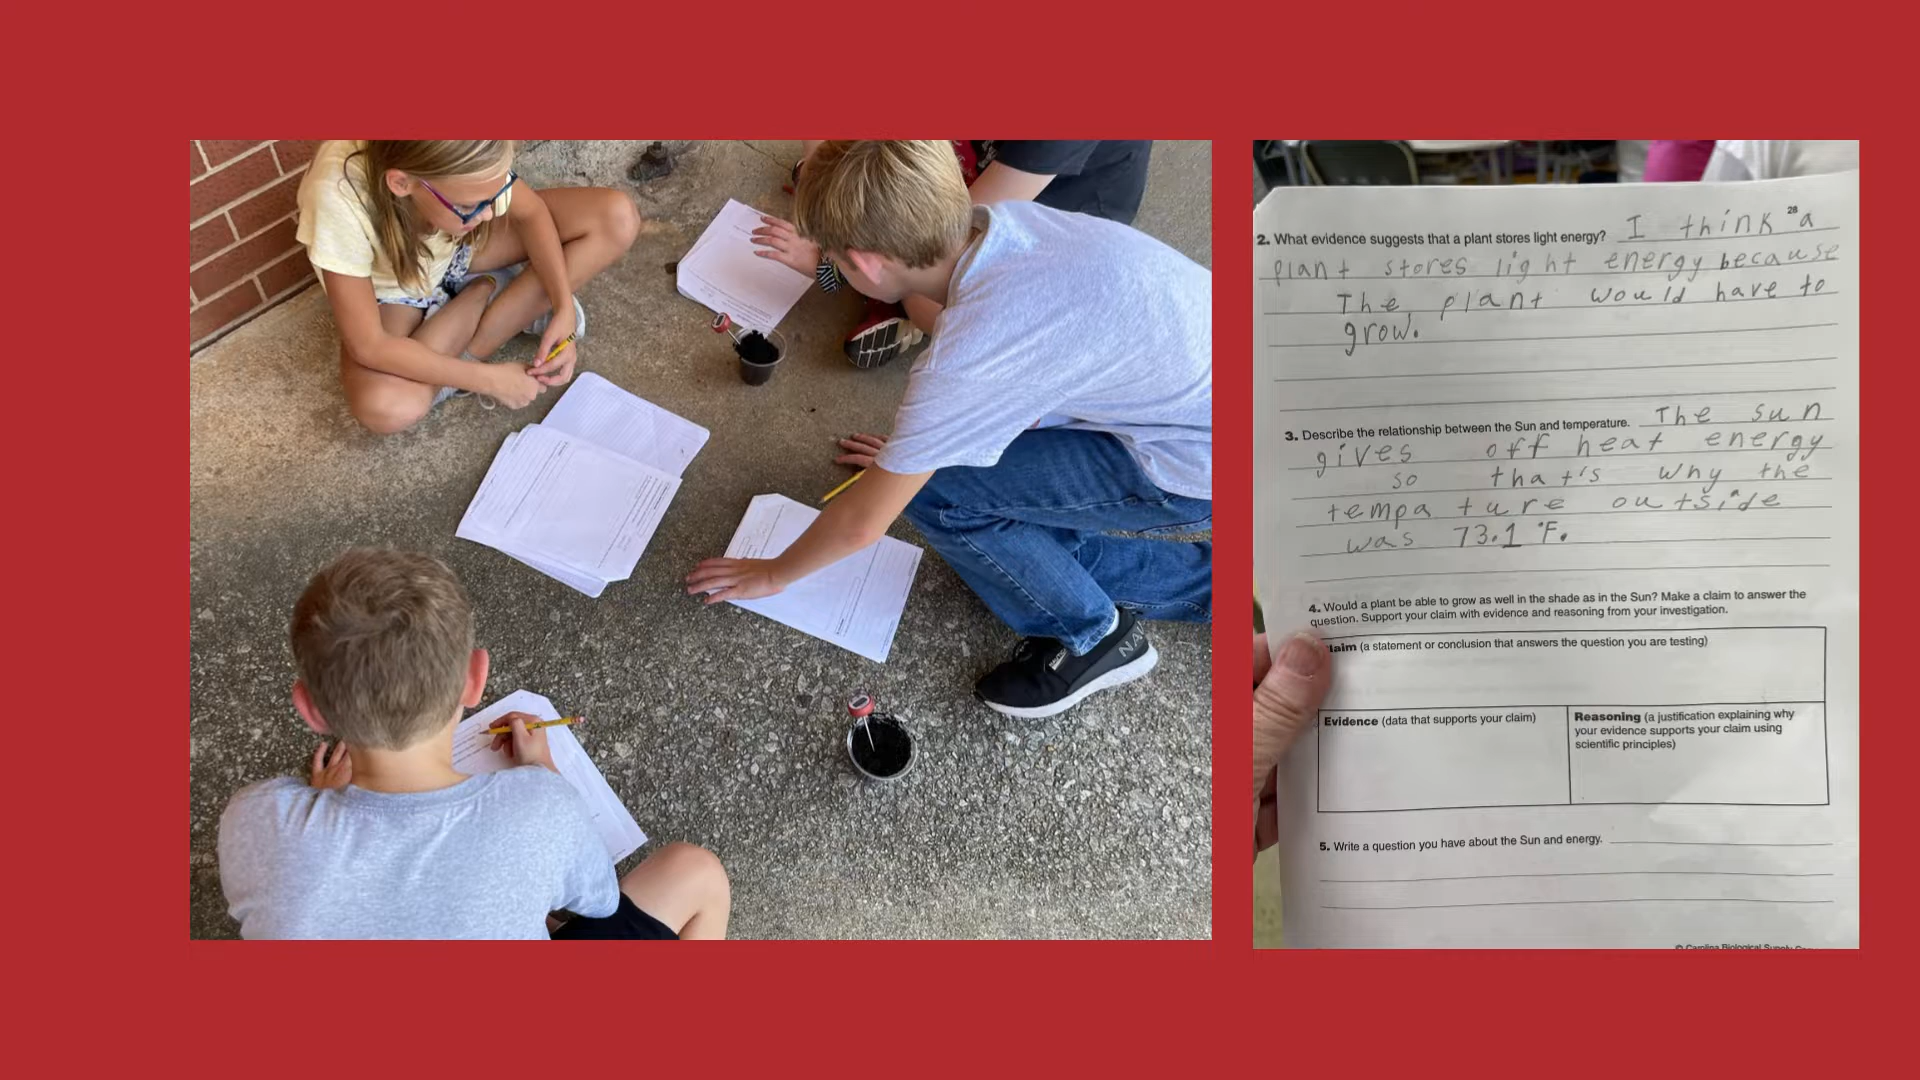 28
2. What evidence suggests that a plant stores light energy? I think a
plant stores light energy because
The plant would have to
grow.
3. Describe the relationship between the Sun and temperature. The sun
gives off heat energy
so that's why the
tempature outside
was 73.1 °F.
4. Would a plant be able to grow as well in the shade as in the Sun? Make a claim to answer the
question. Support your claim with evidence and reasoning from your investigation.
laim (a statement or conclusion that answers the question you are testing)
Evidence (data that supports your claim)
Reasoning (a justification explaining why
your evidence supports your claim using
scientific principles)
5. Write a question you have about the Sun and energy.
© Carolina Biological Supply Co